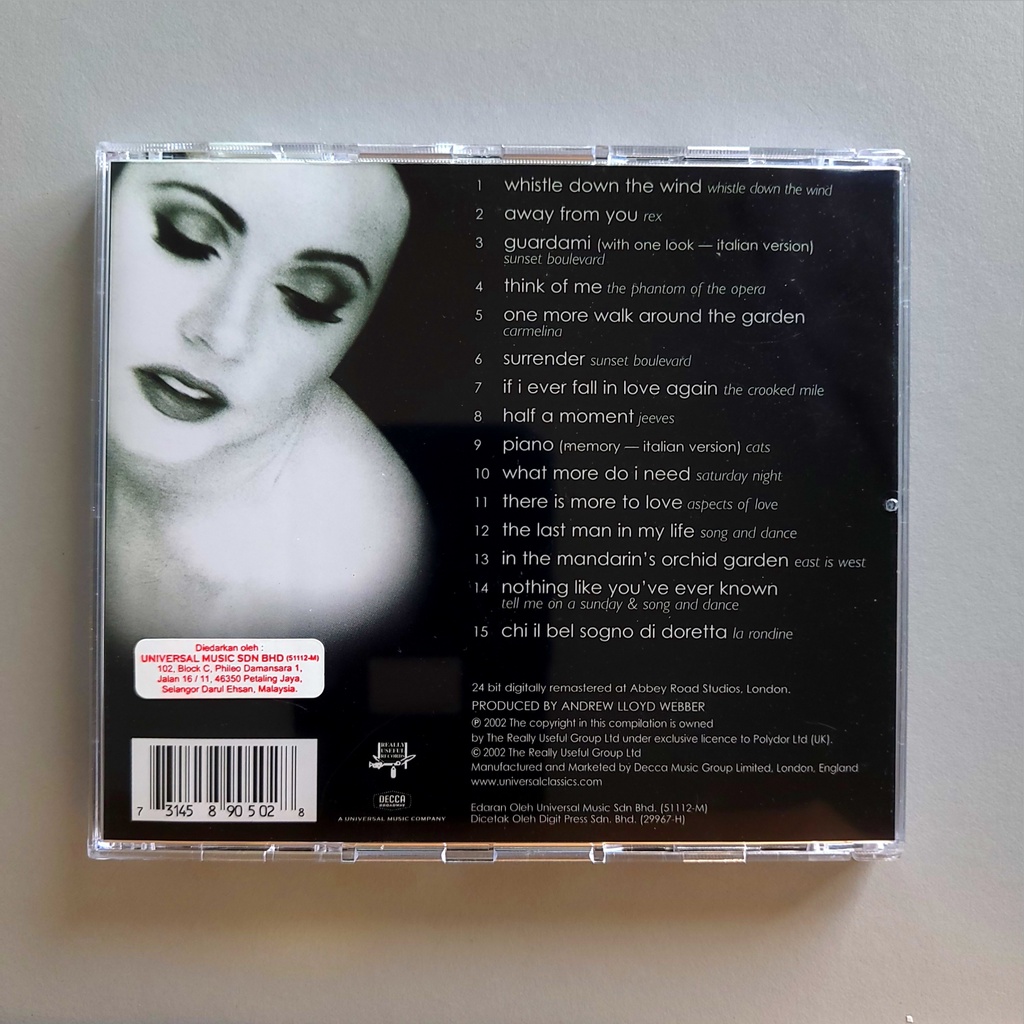 1 whistle down the wind whistle down the wind
2 away from you rex
3 guardami (with one look — italian version)
sunset boulevard
4 think of me the phantom of the opera
5 one more walk around the garden
carmelina
6 surrender sunset boulevard
7 if i ever fall in love again the crooked mile
8 half a moment jeeves
9 piano (memory — italian version) cats
10 what more do i need saturday night
11 there is more to love aspects of love
12 the last man in my life song and dance
13 in the mandarin's orchid garden east is west
14 nothing like you've ever known
tell me on a sunday & song and dance
15 chi il bel sogno di doretta la rondine
24 bit digitally remastered at Abbey Road Studios, London.
PRODUCED BY ANDREW LLOYD WEBBER
℗ 2002 The copyright in this compilation is owned
by The Really Useful Group Ltd under exclusive licence to Polydor Ltd (UK).
© 2002 The Really Useful Group Ltd
Manufactured and Marketed by Decca Music Group Limited, London, England
www.universalclassics.com
Edaran Oleh Universal Music Sdn Bhd. (51112-M)
Dicetak Oleh Digit Press Sdn. Bhd. (29967-H)
Diedarkan oleh :
UNIVERSAL MUSIC SDN BHD (51112-M)
102, Block C, Phileo Damansara 1,
Jalan 16 / 11, 46350 Petaling Jaya,
Selangor Darul Ehsan, Malaysia.
7 3145 8 90 5 02 8
REALLY
USEFUL
RECORDS
DECCA
BROADWAY
A UNIVERSAL MUSIC COMPANY